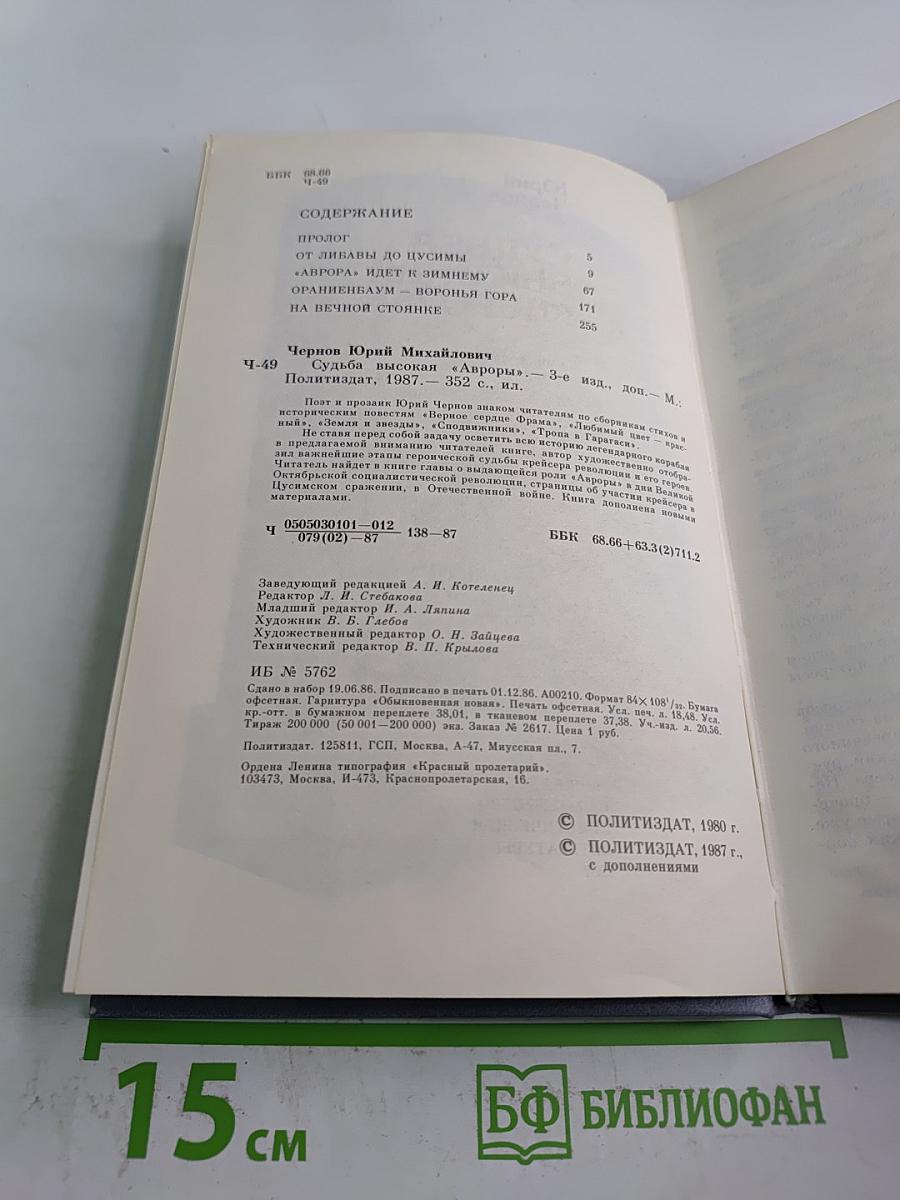 ББК 68.66
Ч-49
СОДЕРЖАНИЕ
ПРОЛОГ 5
ОТ ЛИБАВЫ ДО ЦУСИМЫ 9
«АВРОРА» ИДЕТ К ЗИМНЕМУ 67
ОРАНИЕНБАУМ — ВОРОНЬЯ ГОРА 171
НА ВЕЧНОЙ СТОЯНКЕ 255
Чернов Юрий Михайлович
Ч-49 Судьба высокая «Авроры».— 3-е изд., доп.— М.:
Политиздат, 1987.— 352 с., ил.
Поэт и прозаик Юрий Чернов знаком читателям по сборникам стихов и
историческим повестям «Верное сердце Фрама», «Любимый цвет — крас-
ный», «Земля и звезды», «Сподвижники», «Тропа в Гарагаси».
Не ставя перед собой задачу осветить всю историю легендарного корабля
в предлагаемой вниманию читателей книге, автор художественно отобра-
зил важнейшие этапы героической судьбы крейсера революции и его героев.
Читатель найдет в книге главы о выдающейся роли «Авроры» в дни Великой
Октябрьской социалистической революции, страницы об участии крейсера в
Цусимском сражении, в Отечественной войне. Книга дополнена новыми
материалами.
Ч 0505030101—012
079(02)—87 138—87 ББК 68.66+63.3(2)711.2
Заведующий редакцией А. И. Котеленец
Редактор Л. И. Стебакова
Младший редактор И. А. Ляпина
Художник В. Б. Глебов
Художественный редактор О. Н. Зайцева
Технический редактор В. П. Крылова
ИБ № 5762
Сдано в набор 19.06.86. Подписано в печать 01.12.86. А00210. Формат 84×108¹/₃₂. Бумага
офсетная. Гарнитура «Обыкновенная новая». Печать офсетная. Усл. печ. л. 18,48. Усл.
кр.-отт. в бумажном переплете 38,01, в тканевом переплете 37,38. Уч.-изд. л. 20,56.
Тираж 200 000 (50 001—200 000) экз. Заказ № 2617. Цена 1 руб.
Политиздат. 125811, ГСП, Москва, А-47, Миусская пл., 7.
Ордена Ленина типография «Красный пролетарий».
103473, Москва, И-473, Краснопролетарская, 16.
© ПОЛИТИЗДАТ, 1980 г.
© ПОЛИТИЗДАТ, 1987 г.,
с дополнениями
15 см
БФ БИБЛИОФАН